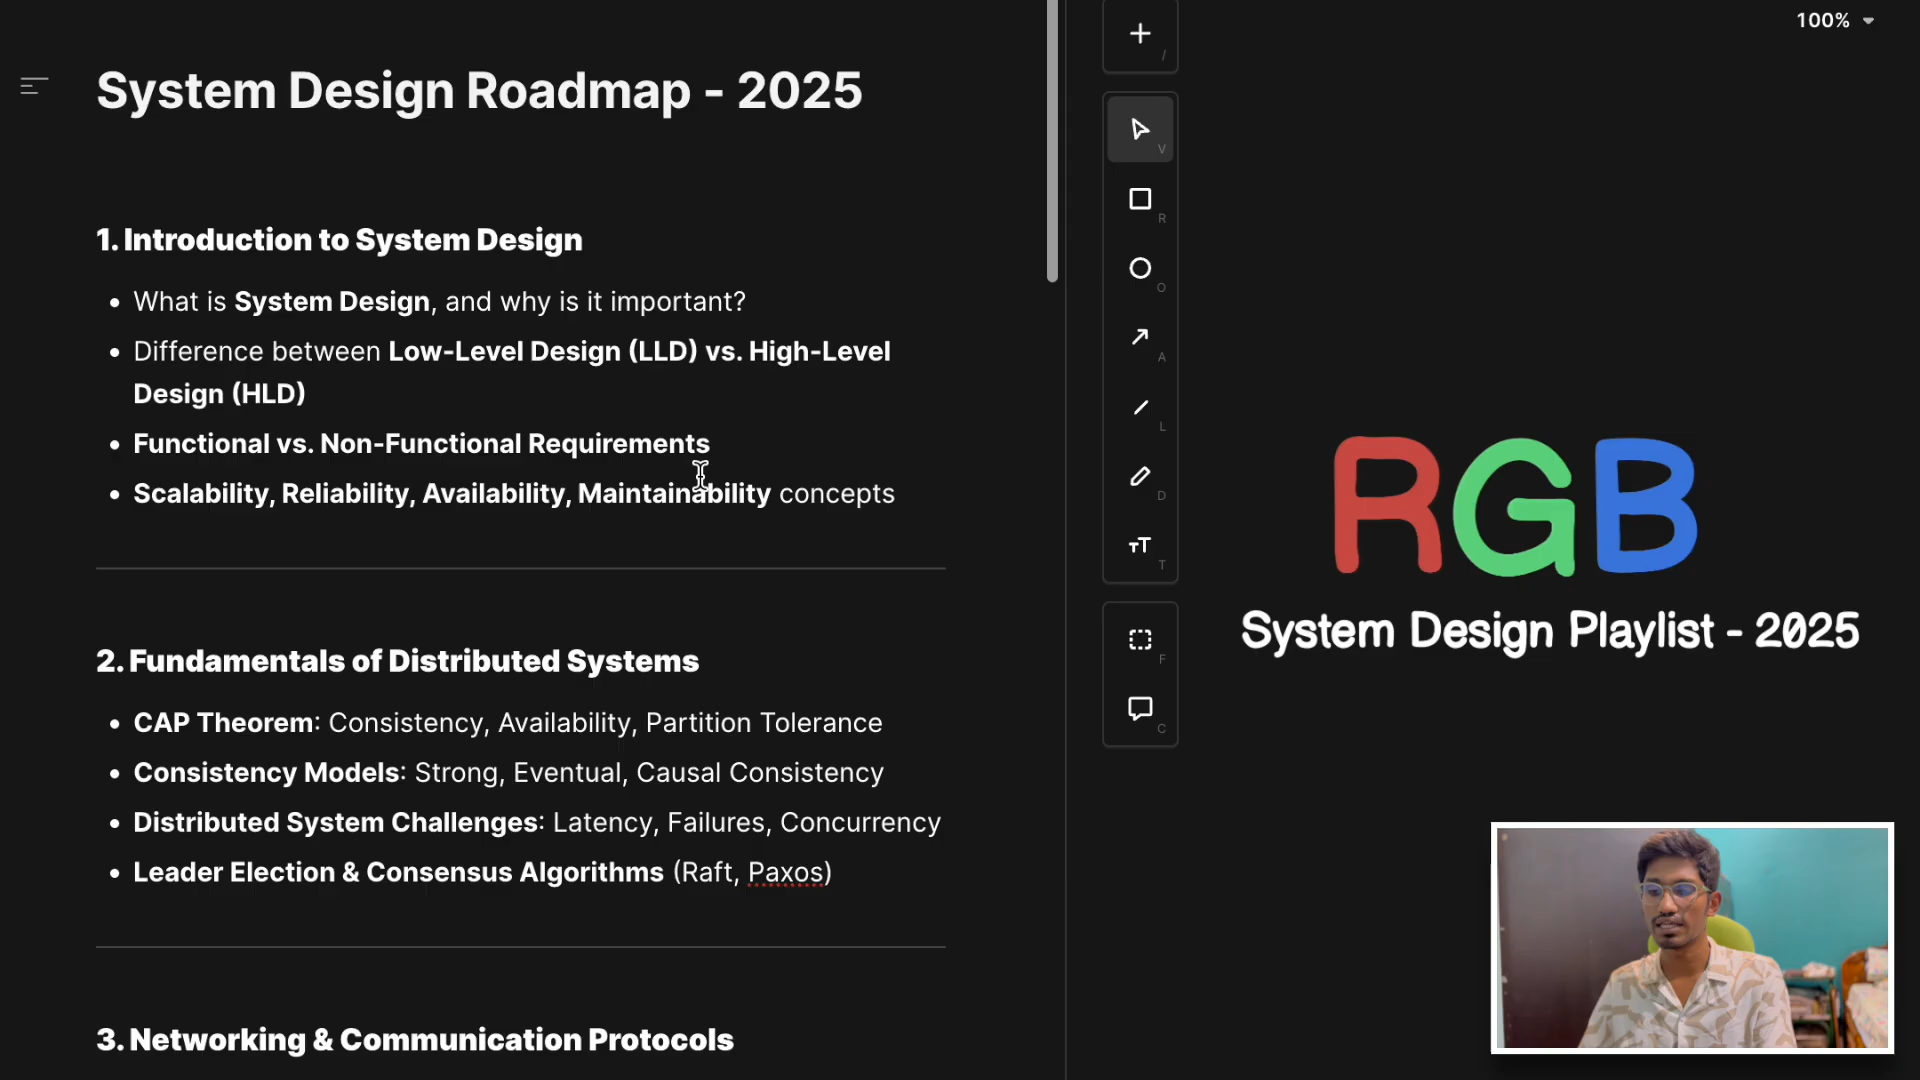 System Design Roadmap - 2025
1. Introduction to System Design
• What is System Design, and why is it important?
• Difference between Low-Level Design (LLD) vs. High-Level
Design (HLD)
• Functional vs. Non-Functional Requirements
• Scalability, Reliability, Availability, Maintainability concepts
2. Fundamentals of Distributed Systems
• CAP Theorem: Consistency, Availability, Partition Tolerance
• Consistency Models: Strong, Eventual, Causal Consistency
• Distributed System Challenges: Latency, Failures, Concurrency
• Leader Election & Consensus Algorithms (Raft, Paxos)
3. Networking & Communication Protocols
/
V
R
O
A
L
D
TT
T
F
C
100%
RGB
System Design Playlist - 2025